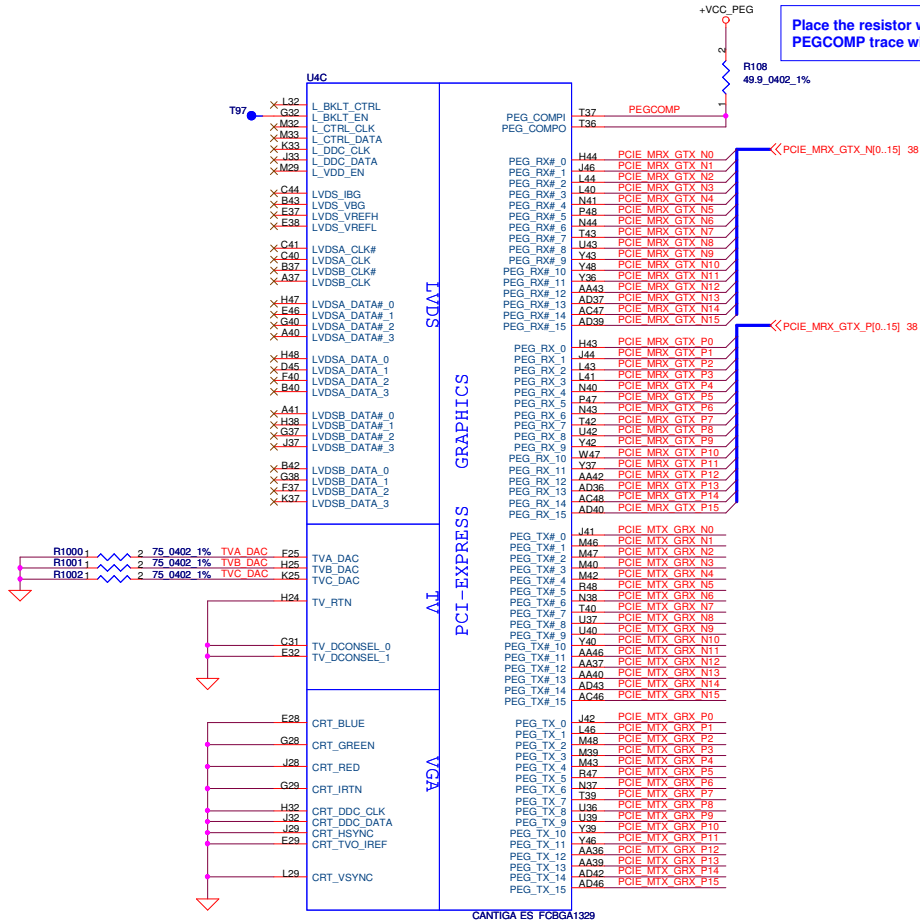 +VCC_PEG
Place the resistor w
PEGCOMP trace wi
2
R108
49.9_0402_1%
1
U4C
T97
L32 L_BKLT_CTRL
G32 L_BKLT_EN
M32 L_CTRL_CLK
M33 L_CTRL_DATA
K33 L_DDC_CLK
J33 L_DDC_DATA
M29 L_VDD_EN
C44 LVDS_IBG
B43 LVDS_VBG
E37 LVDS_VREFH
E38 LVDS_VREFL
C41 LVDSA_CLK#
C40 LVDSA_CLK
B37 LVDSB_CLK#
A37 LVDSB_CLK
H47 LVDSA_DATA#_0
E46 LVDSA_DATA#_1
G40 LVDSA_DATA#_2
A40 LVDSA_DATA#_3
H48 LVDSA_DATA_0
D45 LVDSA_DATA_1
F40 LVDSA_DATA_2
B40 LVDSA_DATA_3
A41 LVDSB_DATA#_0
H38 LVDSB_DATA#_1
G37 LVDSB_DATA#_2
J37 LVDSB_DATA#_3
B42 LVDSB_DATA_0
G38 LVDSB_DATA_1
F37 LVDSB_DATA_2
K37 LVDSB_DATA_3
LVDS
R1000 1 2 75_0402_1% TVA_DAC F25 TVA_DAC
R1001 1 2 75_0402_1% TVB_DAC H25 TVB_DAC
R1002 1 2 75_0402_1% TVC_DAC K25 TVC_DAC
H24 TV_RTN
C31 TV_DCONSEL_0
E32 TV_DCONSEL_1
TV
E28 CRT_BLUE
G28 CRT_GREEN
J28 CRT_RED
G29 CRT_IRTN
H32 CRT_DDC_CLK
J32 CRT_DDC_DATA
J29 CRT_HSYNC
E29 CRT_TVO_IREF
L29 CRT_VSYNC
VGA
PCI-EXPRESS GRAPHICS
PEG_COMPI T37 PEGCOMP
PEG_COMPO T36
PEG_RX#_0 H44 PCIE_MRX_GTX_N0
PEG_RX#_1 J46 PCIE_MRX_GTX_N1
PEG_RX#_2 L44 PCIE_MRX_GTX_N2
PEG_RX#_3 L40 PCIE_MRX_GTX_N3
PEG_RX#_4 N41 PCIE_MRX_GTX_N4
PEG_RX#_5 P48 PCIE_MRX_GTX_N5
PEG_RX#_6 N44 PCIE_MRX_GTX_N6
PEG_RX#_7 T43 PCIE_MRX_GTX_N7
PEG_RX#_8 U43 PCIE_MRX_GTX_N8
PEG_RX#_9 Y43 PCIE_MRX_GTX_N9
PEG_RX#_10 Y48 PCIE_MRX_GTX_N10
PEG_RX#_11 Y36 PCIE_MRX_GTX_N11
PEG_RX#_12 AA43 PCIE_MRX_GTX_N12
PEG_RX#_13 AD37 PCIE_MRX_GTX_N13
PEG_RX#_14 AC47 PCIE_MRX_GTX_N14
PEG_RX#_15 AD39 PCIE_MRX_GTX_N15
PCIE_MRX_GTX_N[0..15] 38
PEG_RX_0 H43 PCIE_MRX_GTX_P0
PEG_RX_1 J44 PCIE_MRX_GTX_P1
PEG_RX_2 L43 PCIE_MRX_GTX_P2
PEG_RX_3 L41 PCIE_MRX_GTX_P3
PEG_RX_4 N40 PCIE_MRX_GTX_P4
PEG_RX_5 P47 PCIE_MRX_GTX_P5
PEG_RX_6 N43 PCIE_MRX_GTX_P6
PEG_RX_7 T42 PCIE_MRX_GTX_P7
PEG_RX_8 U42 PCIE_MRX_GTX_P8
PEG_RX_9 Y42 PCIE_MRX_GTX_P9
PEG_RX_10 W47 PCIE_MRX_GTX_P10
PEG_RX_11 Y37 PCIE_MRX_GTX_P11
PEG_RX_12 AA42 PCIE_MRX_GTX_P12
PEG_RX_13 AD36 PCIE_MRX_GTX_P13
PEG_RX_14 AC48 PCIE_MRX_GTX_P14
PEG_RX_15 AD40 PCIE_MRX_GTX_P15
PCIE_MRX_GTX_P[0..15] 38
PEG_TX#_0 J41 PCIE_MTX_GRX_N0
PEG_TX#_1 M46 PCIE_MTX_GRX_N1
PEG_TX#_2 M47 PCIE_MTX_GRX_N2
PEG_TX#_3 M40 PCIE_MTX_GRX_N3
PEG_TX#_4 M42 PCIE_MTX_GRX_N4
PEG_TX#_5 R48 PCIE_MTX_GRX_N5
PEG_TX#_6 N38 PCIE_MTX_GRX_N6
PEG_TX#_7 T40 PCIE_MTX_GRX_N7
PEG_TX#_8 U37 PCIE_MTX_GRX_N8
PEG_TX#_9 U40 PCIE_MTX_GRX_N9
PEG_TX#_10 Y40 PCIE_MTX_GRX_N10
PEG_TX#_11 AA46 PCIE_MTX_GRX_N11
PEG_TX#_12 AA37 PCIE_MTX_GRX_N12
PEG_TX#_13 AA40 PCIE_MTX_GRX_N13
PEG_TX#_14 AD43 PCIE_MTX_GRX_N14
PEG_TX#_15 AC46 PCIE_MTX_GRX_N15
PEG_TX_0 J42 PCIE_MTX_GRX_P0
PEG_TX_1 L46 PCIE_MTX_GRX_P1
PEG_TX_2 M48 PCIE_MTX_GRX_P2
PEG_TX_3 M39 PCIE_MTX_GRX_P3
PEG_TX_4 M43 PCIE_MTX_GRX_P4
PEG_TX_5 R47 PCIE_MTX_GRX_P5
PEG_TX_6 N37 PCIE_MTX_GRX_P6
PEG_TX_7 T39 PCIE_MTX_GRX_P7
PEG_TX_8 U36 PCIE_MTX_GRX_P8
PEG_TX_9 U39 PCIE_MTX_GRX_P9
PEG_TX_10 Y39 PCIE_MTX_GRX_P10
PEG_TX_11 Y46 PCIE_MTX_GRX_P11
PEG_TX_12 AA36 PCIE_MTX_GRX_P12
PEG_TX_13 AA39 PCIE_MTX_GRX_P13
PEG_TX_14 AD42 PCIE_MTX_GRX_P14
PEG_TX_15 AD46 PCIE_MTX_GRX_P15
CANTIGA ES_FCBGA1329